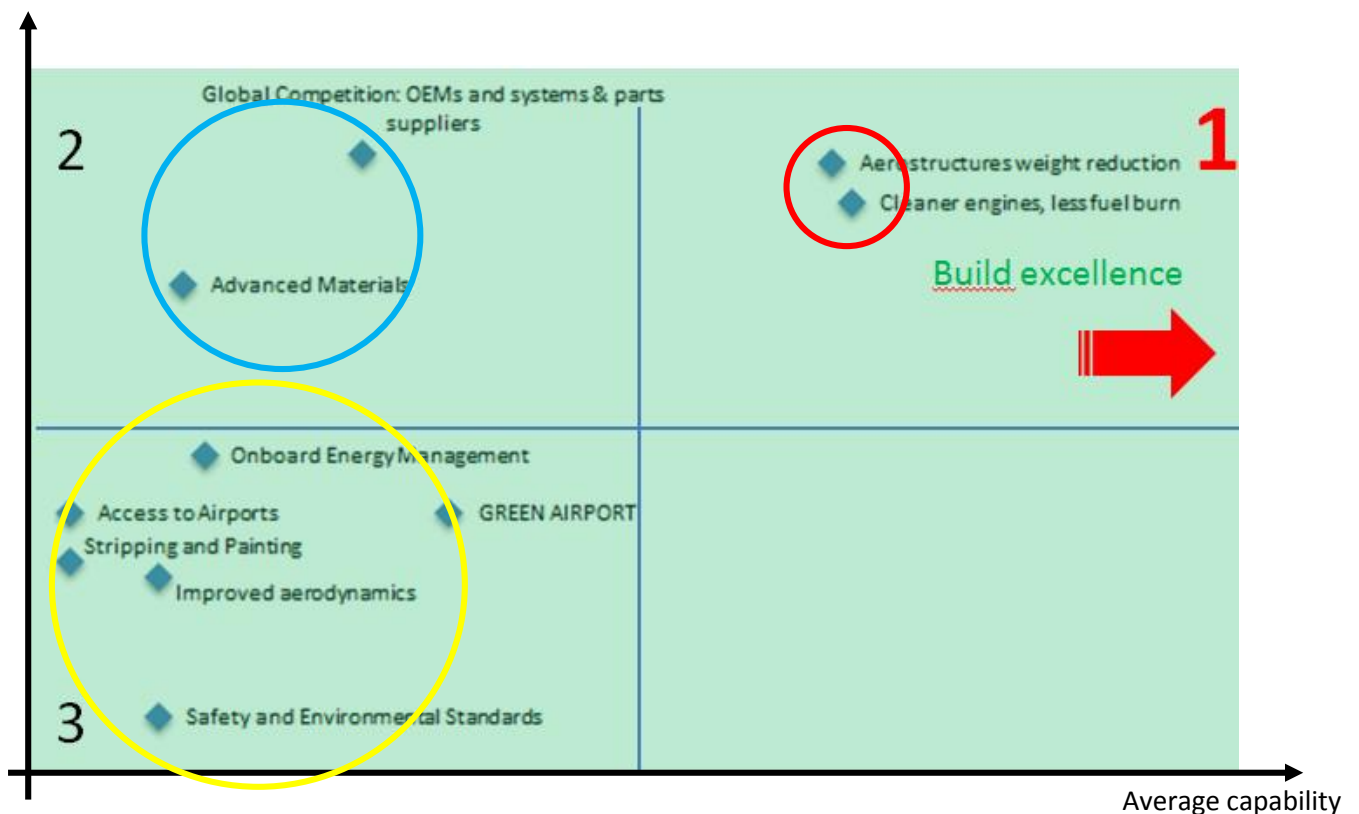 Global Competition: OEMs and systems & parts
suppliers
2
1
Aerostructures weight reduction
Cleaner engines, less fuel burn
Build excellence
Advanced Materials
Onboard Energy Management
Access to Airports
GREEN AIRPORT
Stripping and Painting
Improved aerodynamics
3
Safety and Environmental Standards
Average capability